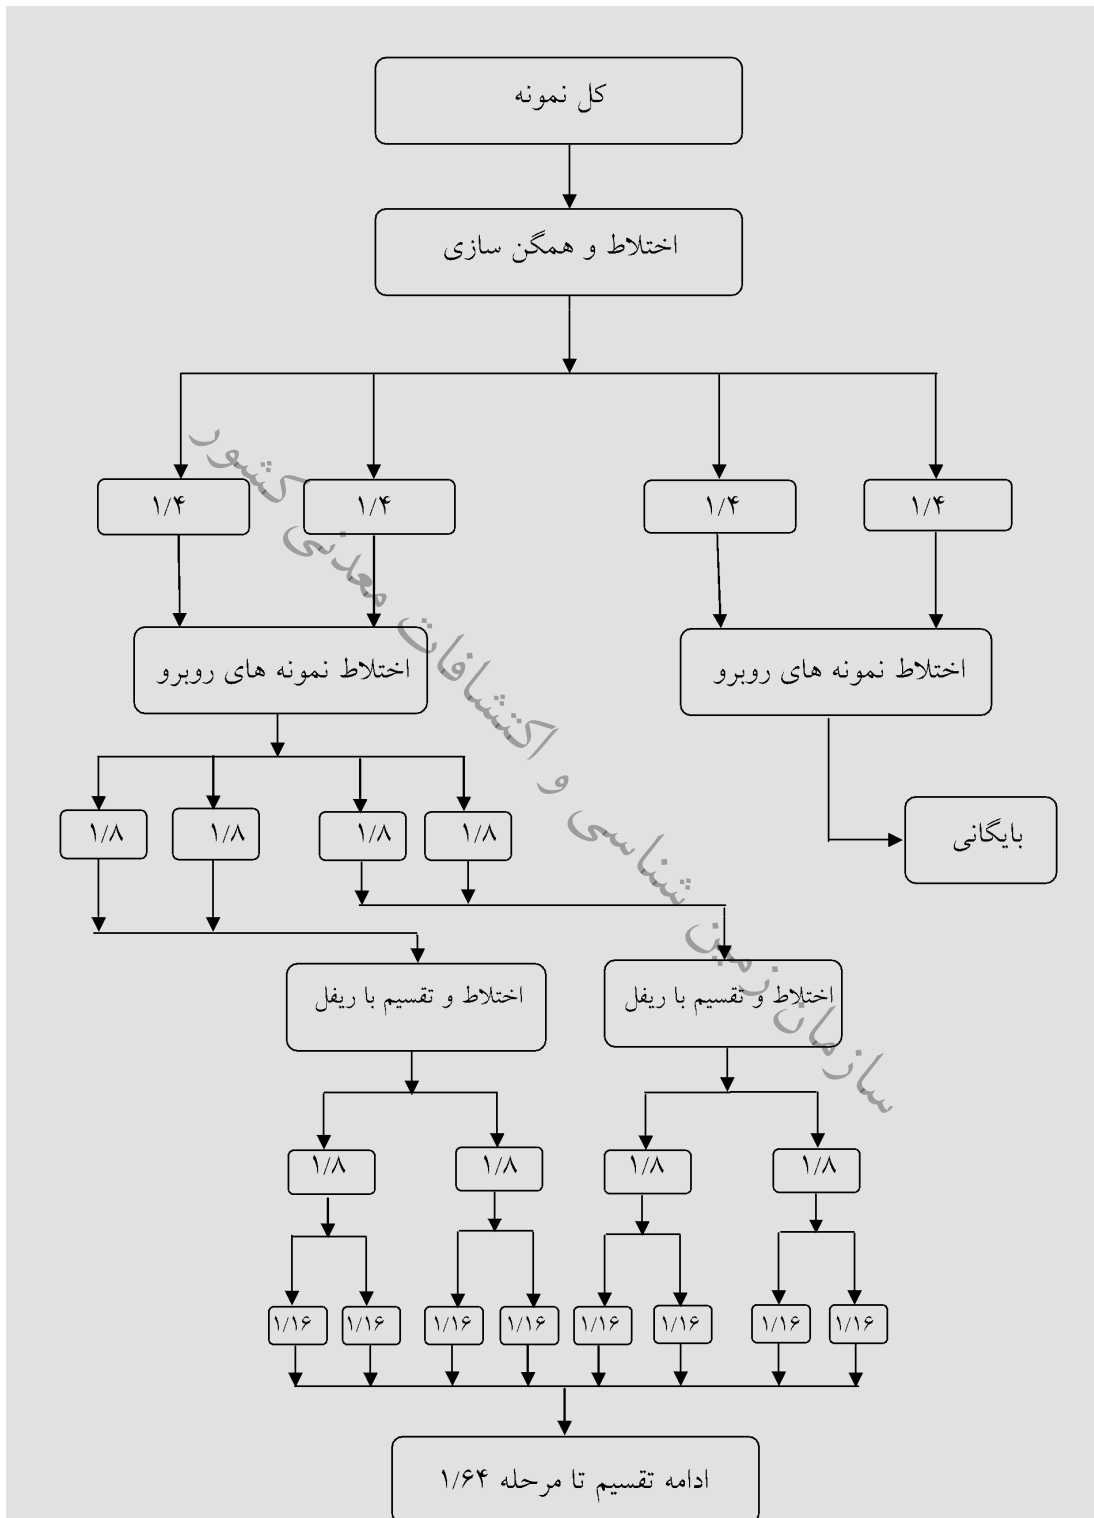 کل نمونه
اختلاط و همگن سازی
۱/۴
۱/۴
۱/۴
۱/۴
اختلاط نمونه های روبرو
اختلاط نمونه های روبرو
بایگانی
۱/۸
۱/۸
۱/۸
۱/۸
اختلاط و تقسیم با ریفل
اختلاط و تقسیم با ریفل
۱/۸
۱/۸
۱/۸
۱/۸
۱/۱۶
۱/۱۶
۱/۱۶
۱/۱۶
۱/۱۶
۱/۱۶
۱/۱۶
۱/۱۶
ادامه تقسیم تا مرحله ۱/۶۴
سازمان زمین شناسی و اکتشافات معدنی کشور